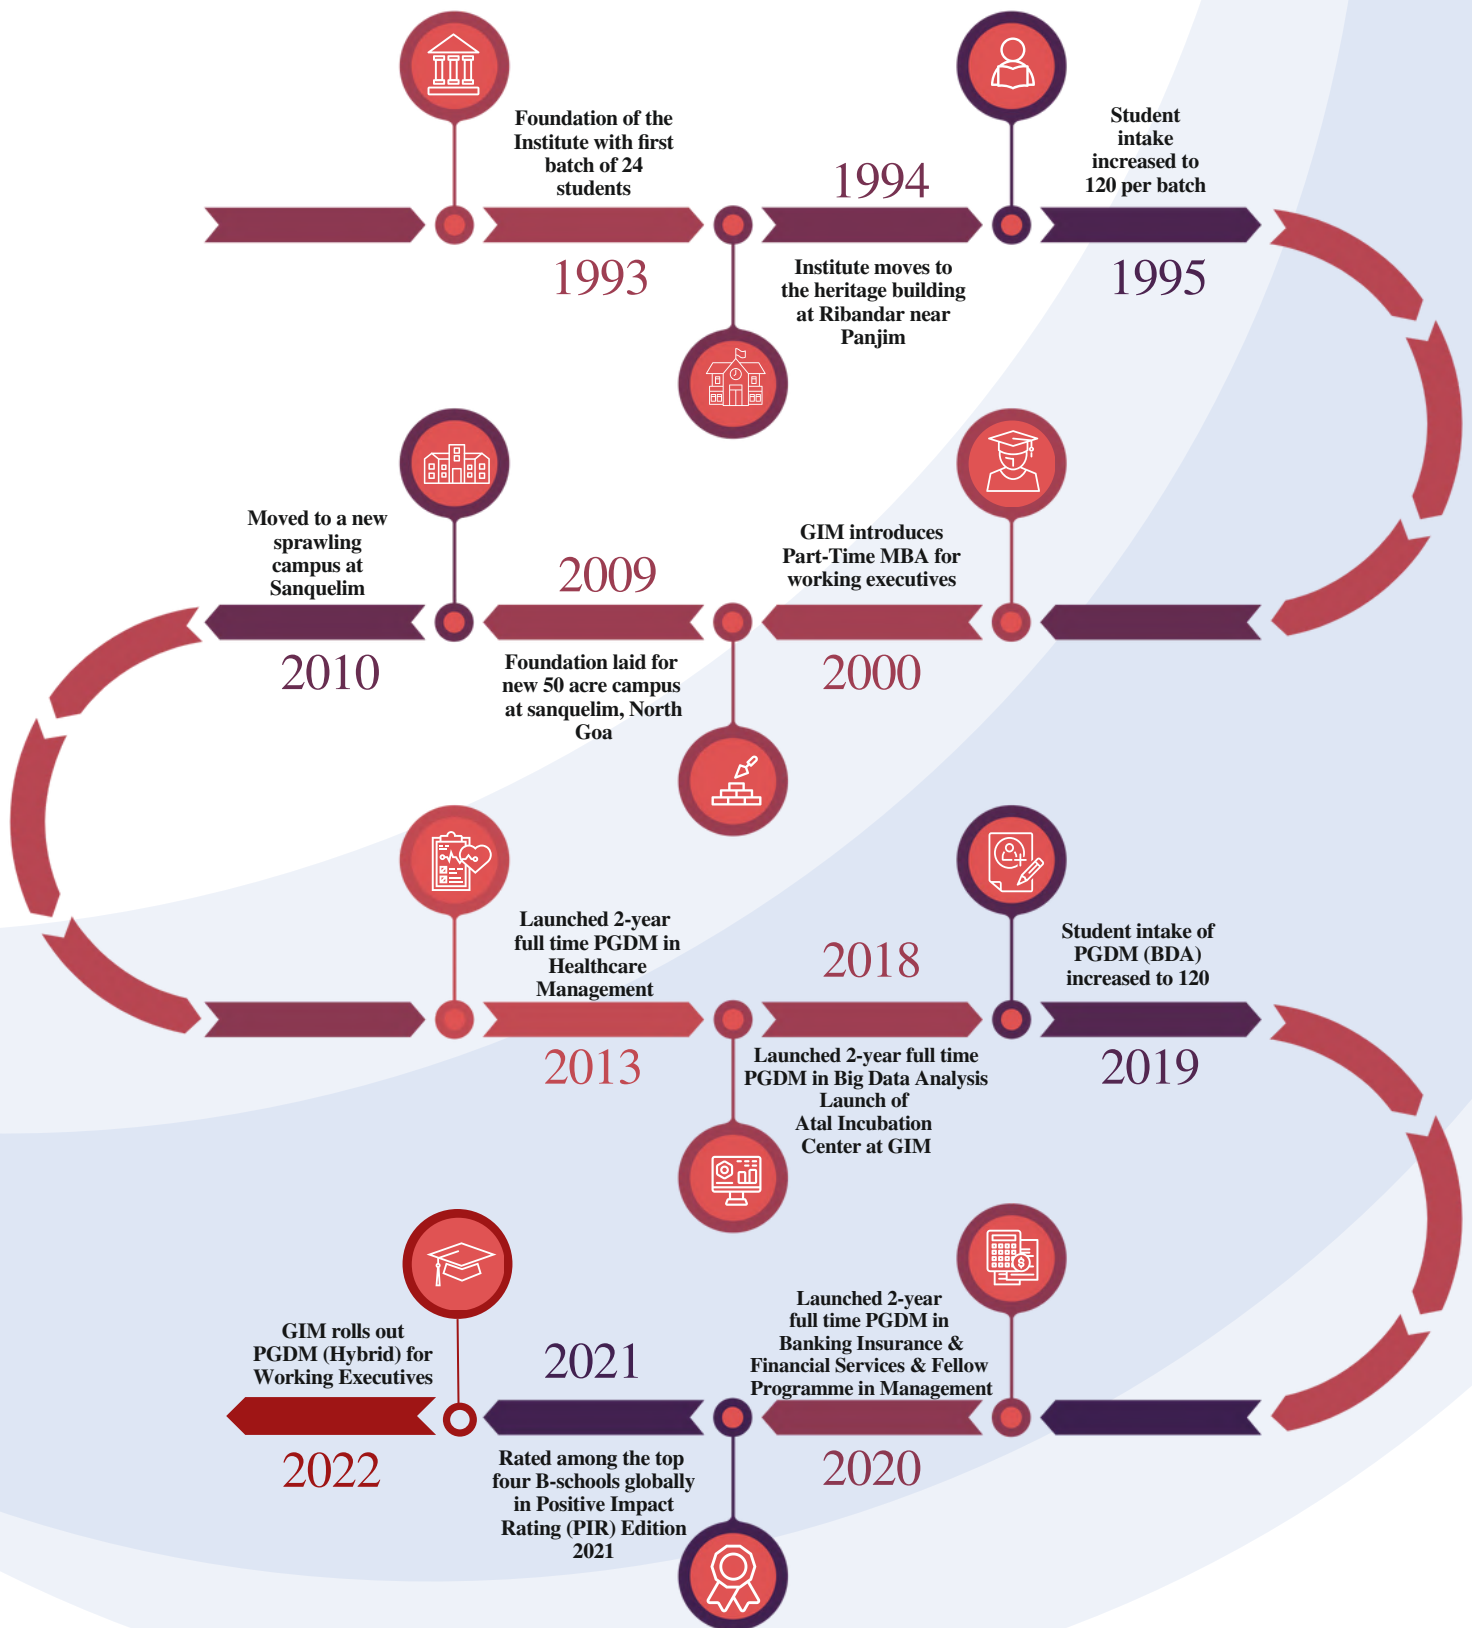 Foundation of the
Institute with first
batch of 24
students
1993
1994
Institute moves to
the heritage building
at Ribandar near
Panjim
Student
intake
increased to
120 per batch
1995
GIM introduces
Part-Time MBA for
working executives
2000
2009
Foundation laid for
new 50 acre campus
at sanquelim, North
Goa
Moved to a new
sprawling
campus at
Sanquelim
2010
Launched 2-year
full time PGDM in
Healthcare
Management
2013
2018
Launched 2-year full time
PGDM in Big Data Analysis
Launch of
Atal Incubation
Center at GIM
Student intake of
PGDM (BDA)
increased to 120
2019
Launched 2-year
full time PGDM in
Banking Insurance &
Financial Services & Fellow
Programme in Management
2020
2021
Rated among the top
four B-schools globally
in Positive Impact
Rating (PIR) Edition
2021
GIM rolls out
PGDM (Hybrid) for
Working Executives
2022